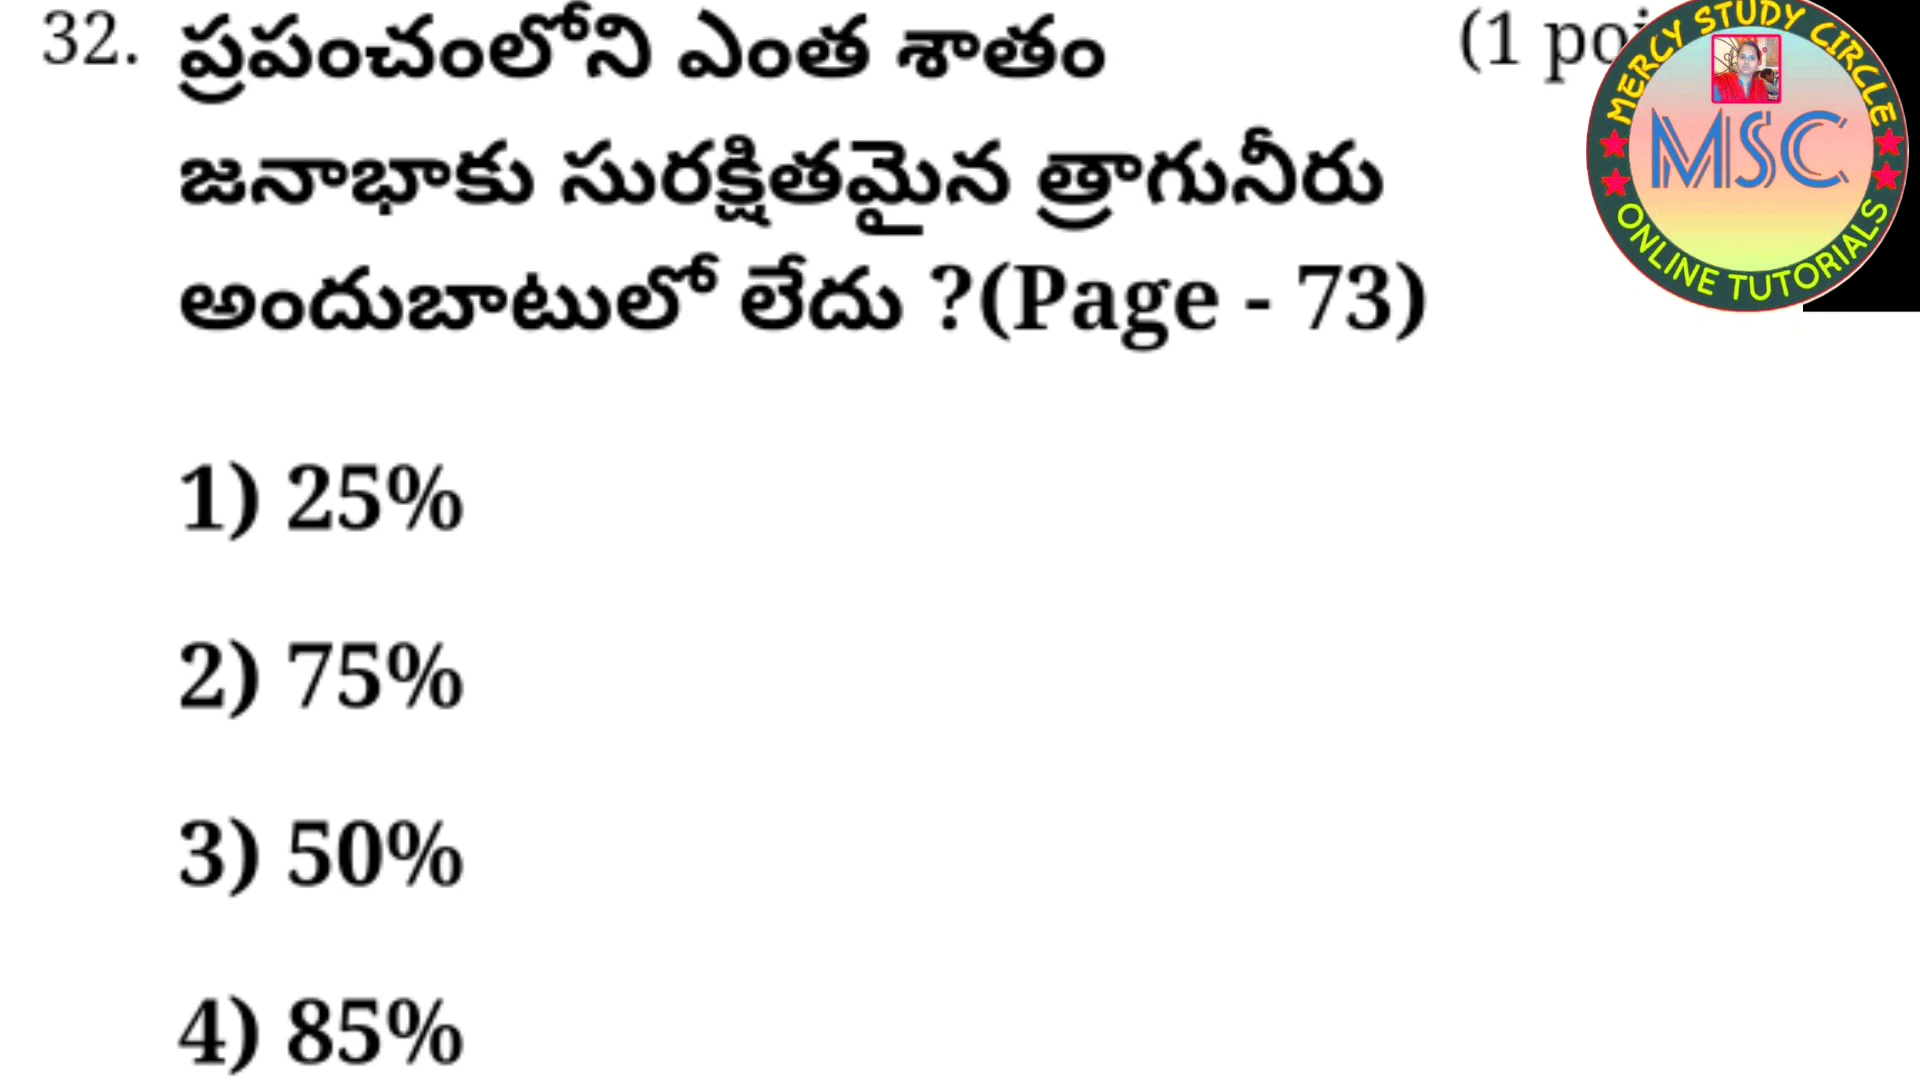 32. ప్రపంచంలోని ఎంత శాతం (1
జనాభాకు సురక్షితమైన త్రాగునీరు
అందుబాటులో లేదు ?(Page - 73)
1) 25%
2) 75%
3) 50%
4) 85%
MERCY STUDY CIRCLE
MSC
ONLINE TUTORIALS